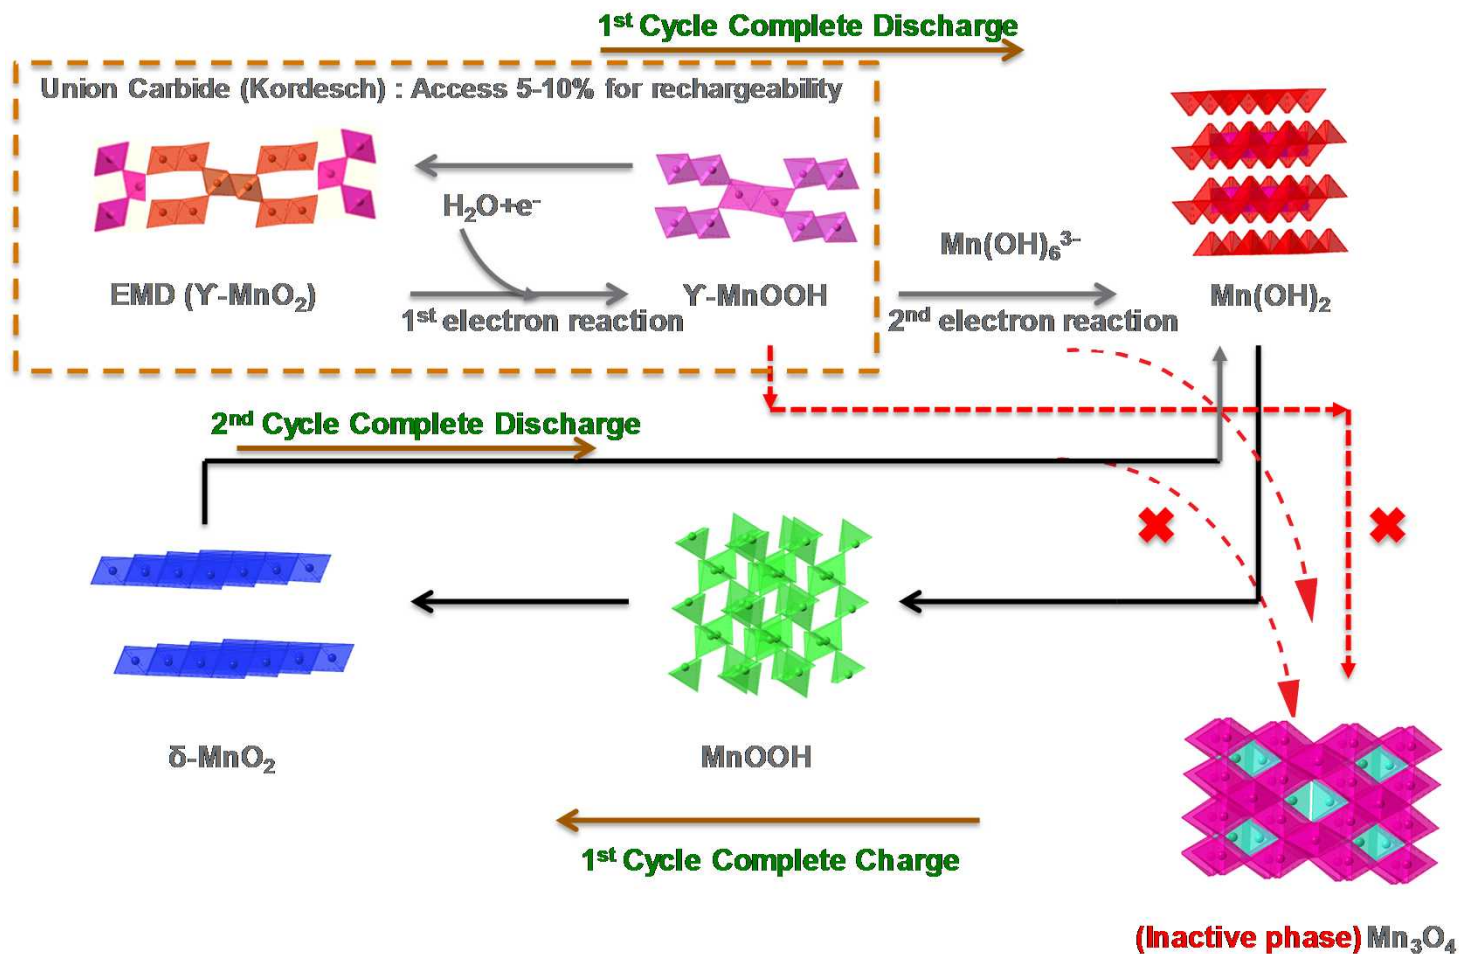 1st Cycle Complete Discharge
Union Carbide (Kordesch) : Access 5-10% for rechargeability
H₂O+e⁻
Mn(OH)₆³⁻
EMD (ϒ-MnO₂)
ϒ-MnOOH
Mn(OH)₂
1st electron reaction
2nd electron reaction
2nd Cycle Complete Discharge
δ-MnO₂
MnOOH
1st Cycle Complete Charge
(Inactive phase) Mn₃O₄